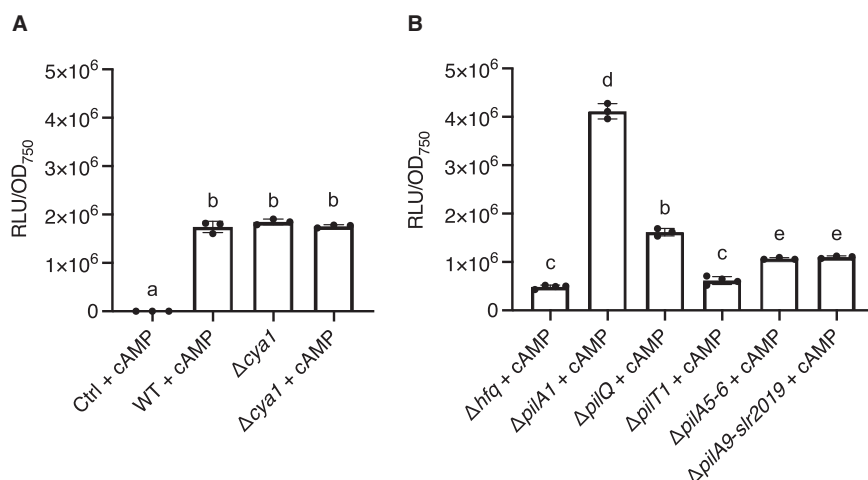 A
B
RLU/OD750
5×10⁶
4×10⁶
3×10⁶
2×10⁶
1×10⁶
0
a
b
b
b
Ctrl + cAMP
WT + cAMP
Δcya1
Δcya1 + cAMP
RLU/OD750
5×10⁶
4×10⁶
3×10⁶
2×10⁶
1×10⁶
0
c
d
b
c
e
e
Δhfq + cAMP
ΔpilA1 + cAMP
ΔpilQ + cAMP
ΔpilT1 + cAMP
ΔpilA5-6 + cAMP
ΔpilA9-slr2019 + cAMP